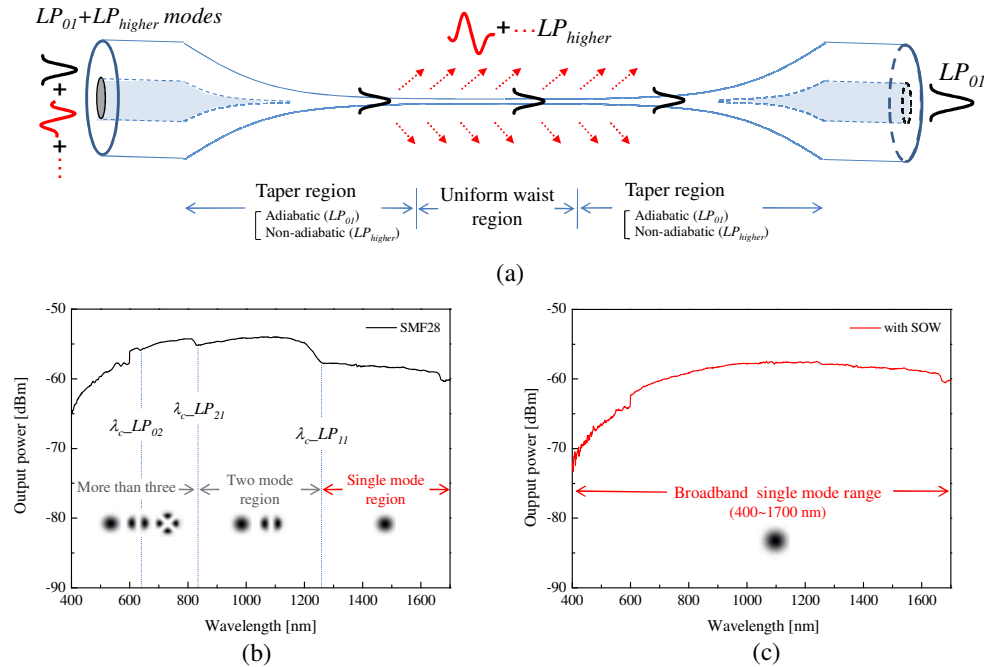 LP01+LPhigher modes
+ ····LPhigher
LP01
+
+
Taper region
Adiabatic (LP01)
Non-adiabatic (LPhigher)
Uniform waist
region
Taper region
Adiabatic (LP01)
Non-adiabatic (LPhigher)
(a)
-50
-60
-70
-80
-90
Output power [dBm]
SMF28
λc_LP02
λc_LP21
λc_LP11
More than three
Two mode
region
Single mode
region
400
600
800
1000
1200
1400
1600
Wavelength [nm]
(b)
-50
-60
-70
-80
-90
Oupput power [dBm]
with SOW
Broadband single mode range
(400~1700 nm)
400
600
800
1000
1200
1400
1600
Wavelength [nm]
(c)